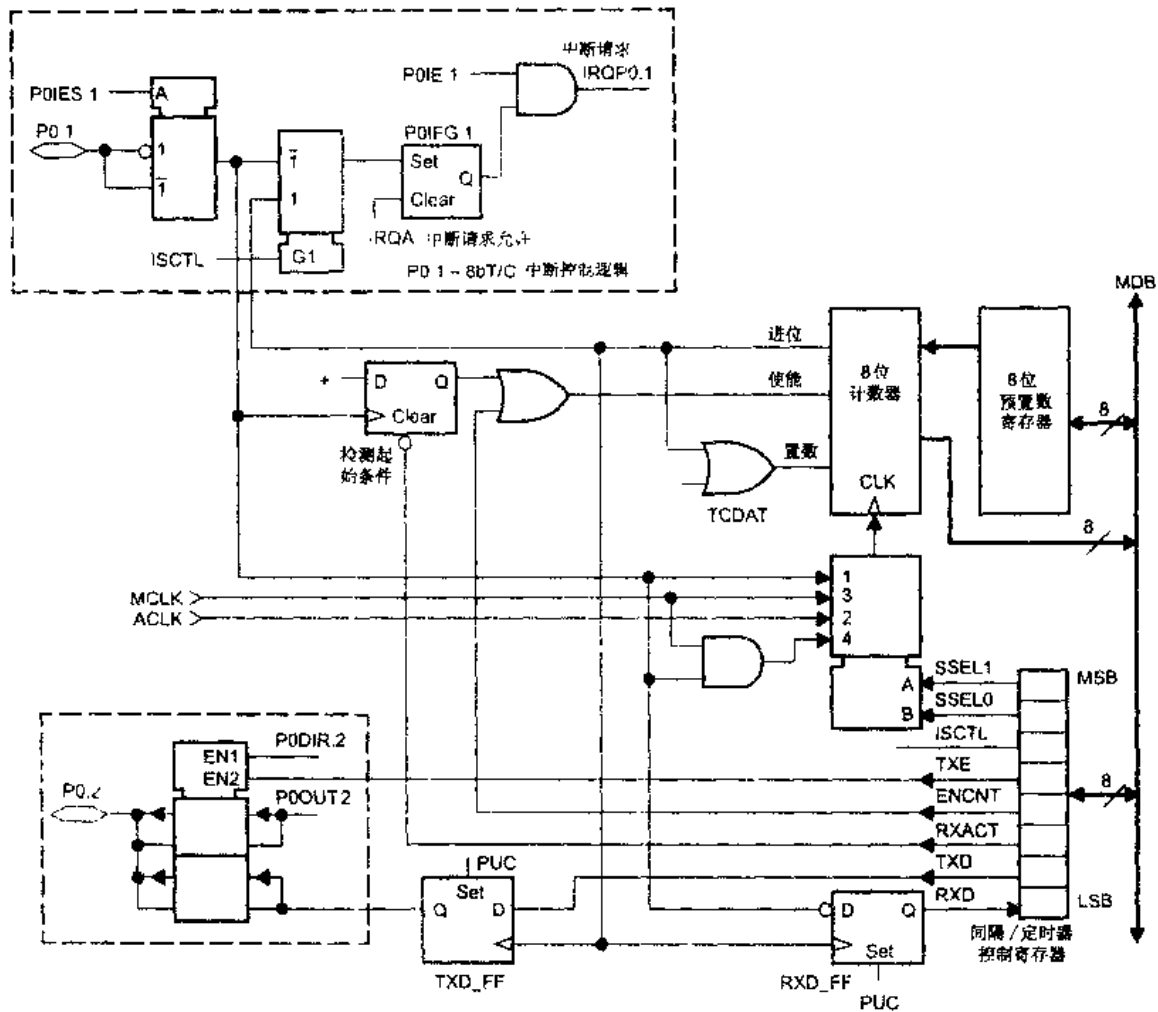 中断请求
P0IE 1
IRQP0.1
P0IES 1
A
P0 1
P0IFG 1
1
1
1
1
Set
Q
Clear
IRQA 中断请求允许
ISCTL
G1
P0 1 - 8bT/C 中断控制逻辑
MDB
进位
+
D
Q
Clear
使能
8位
计数器
8位
预置数
寄存器
8
检测起
始条件
置数
TCDAT
CLK
8
1
MCLK
3
ACLK
2
4
A
SSEL1
MSB
B
SSEL0
ISCTL
P0DIR.2
EN1
EN2
TXE
P0.2
P0OUT2
ENCNT
8
RXACT
PUC
TXD
Set
Q
D
D
Q
RXD
LSB
Set
间隔/定时器
控制寄存器
TXD_FF
RXD_FF
PUC